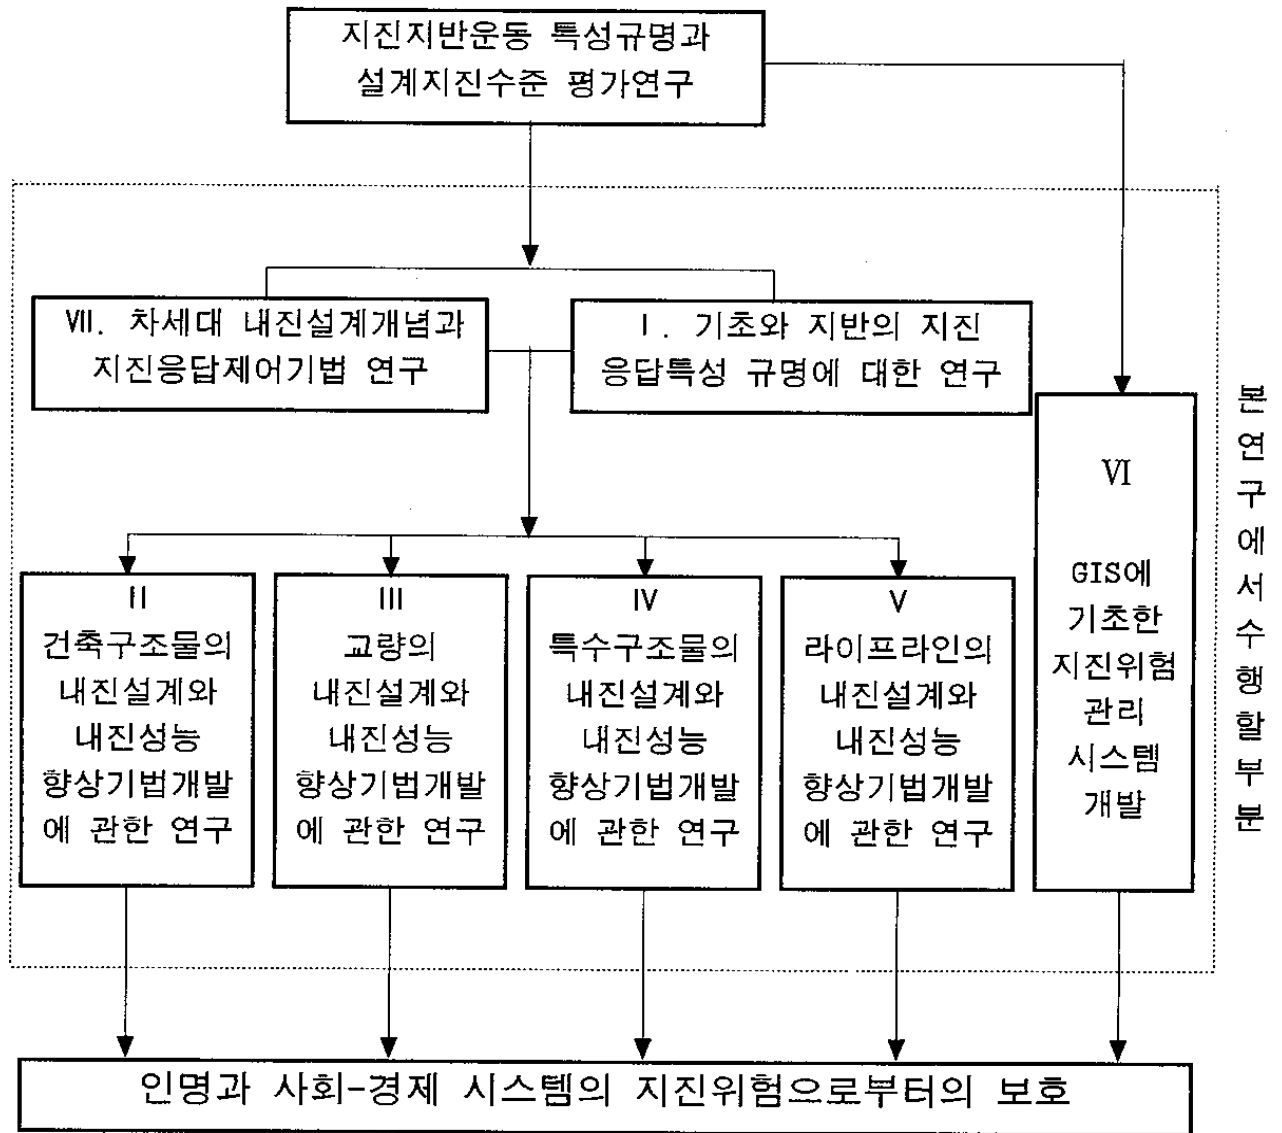 지진지반운동 특성규명과
설계지진수준 평가연구
Ⅶ. 차세대 내진설계개념과
지진응답제어기법 연구
Ⅰ. 기초와 지반의 지진
응답특성 규명에 대한 연구
Ⅱ
건축구조물의
내진설계와
내진성능
향상기법개발
에 관한 연구
Ⅲ
교량의
내진설계와
내진성능
향상기법개발
에 관한 연구
Ⅳ
특수구조물의
내진설계와
내진성능
향상기법개발
에 관한 연구
Ⅴ
라이프라인의
내진설계와
내진성능
향상기법개발
에 관한 연구
Ⅵ
GIS에
기초한
지진위험
관리
시스템
개발
본연구에서수행할부분
인명과 사회-경제 시스템의 지진위험으로부터의 보호